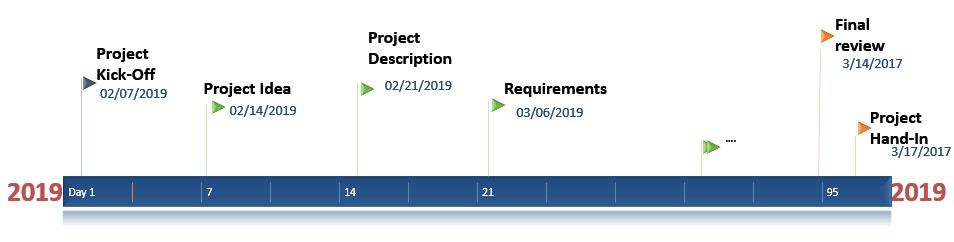 Project
Kick-Off
02/07/2019
Project Idea
02/14/2019
Project
Description
02/21/2019
Requirements
03/06/2019
....
Final
review
3/14/2017
Project
Hand-In
3/17/2017
2019
Day 1
7
14
21
95
2019